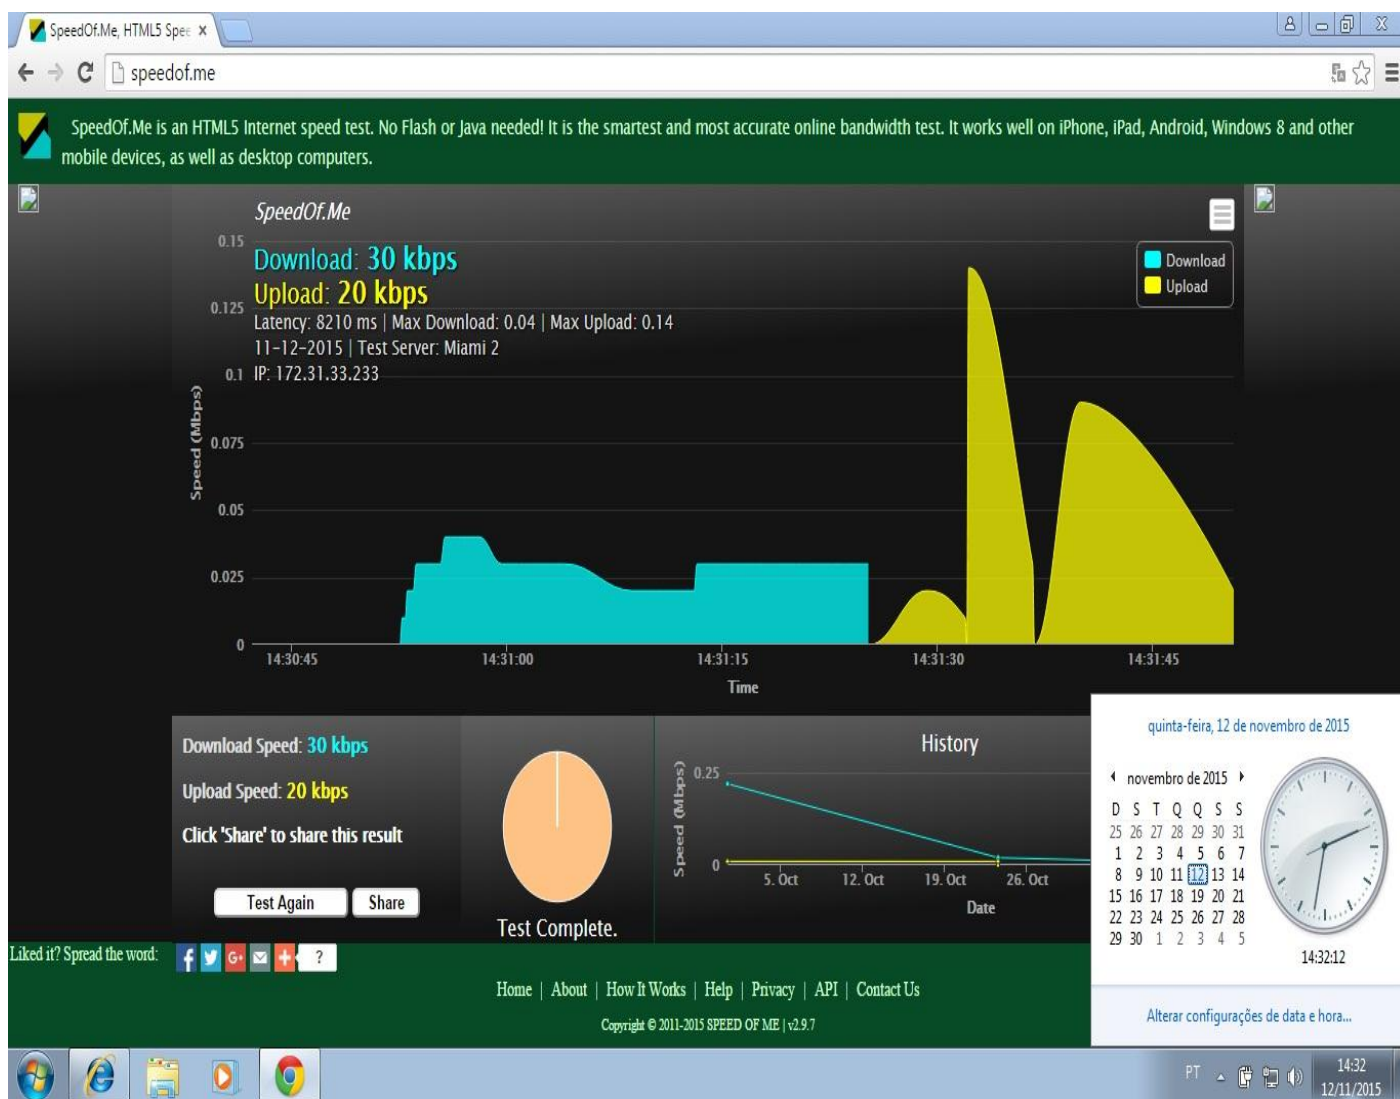 SpeedOf.Me, HTML5 Spee
speedof.me
SpeedOf.Me is an HTML5 Internet speed test. No Flash or Java needed! It is the smartest and most accurate online bandwidth test. It works well on iPhone, iPad, Android, Windows 8 and other
mobile devices, as well as desktop computers.
SpeedOf.Me
Download: 30 kbps
Upload: 20 kbps
Latency: 8210 ms | Max Download: 0.04 | Max Upload: 0.14
11-12-2015 | Test Server: Miami 2
IP: 172.31.33.233
Download
Upload
Speed (Mbps)
0.15
0.125
0.1
0.075
0.05
0.025
0
14:30:45 14:31:00 14:31:15 14:31:30 14:31:45
Time
Download Speed: 30 kbps
Upload Speed: 20 kbps
Click 'Share' to share this result
Test Again Share
Test Complete.
History
Speed (Mbps)
0.25
0
5. Oct 12. Oct 19. Oct 26. Oct
Date
quinta-feira, 12 de novembro de 2015
novembro de 2015
D S T Q Q S S
25 26 27 28 29 30 31
1 2 3 4 5 6 7
8 9 10 11 12 13 14
15 16 17 18 19 20 21
22 23 24 25 26 27 28
29 30 1 2 3 4 5
14:32:12
Alterar configurações de data e hora...
Liked it? Spread the word:
?
Home | About | How It Works | Help | Privacy | API | Contact Us
Copyright © 2011-2015 SPEED OF ME | v2.9.7
PT
14:32
12/11/2015